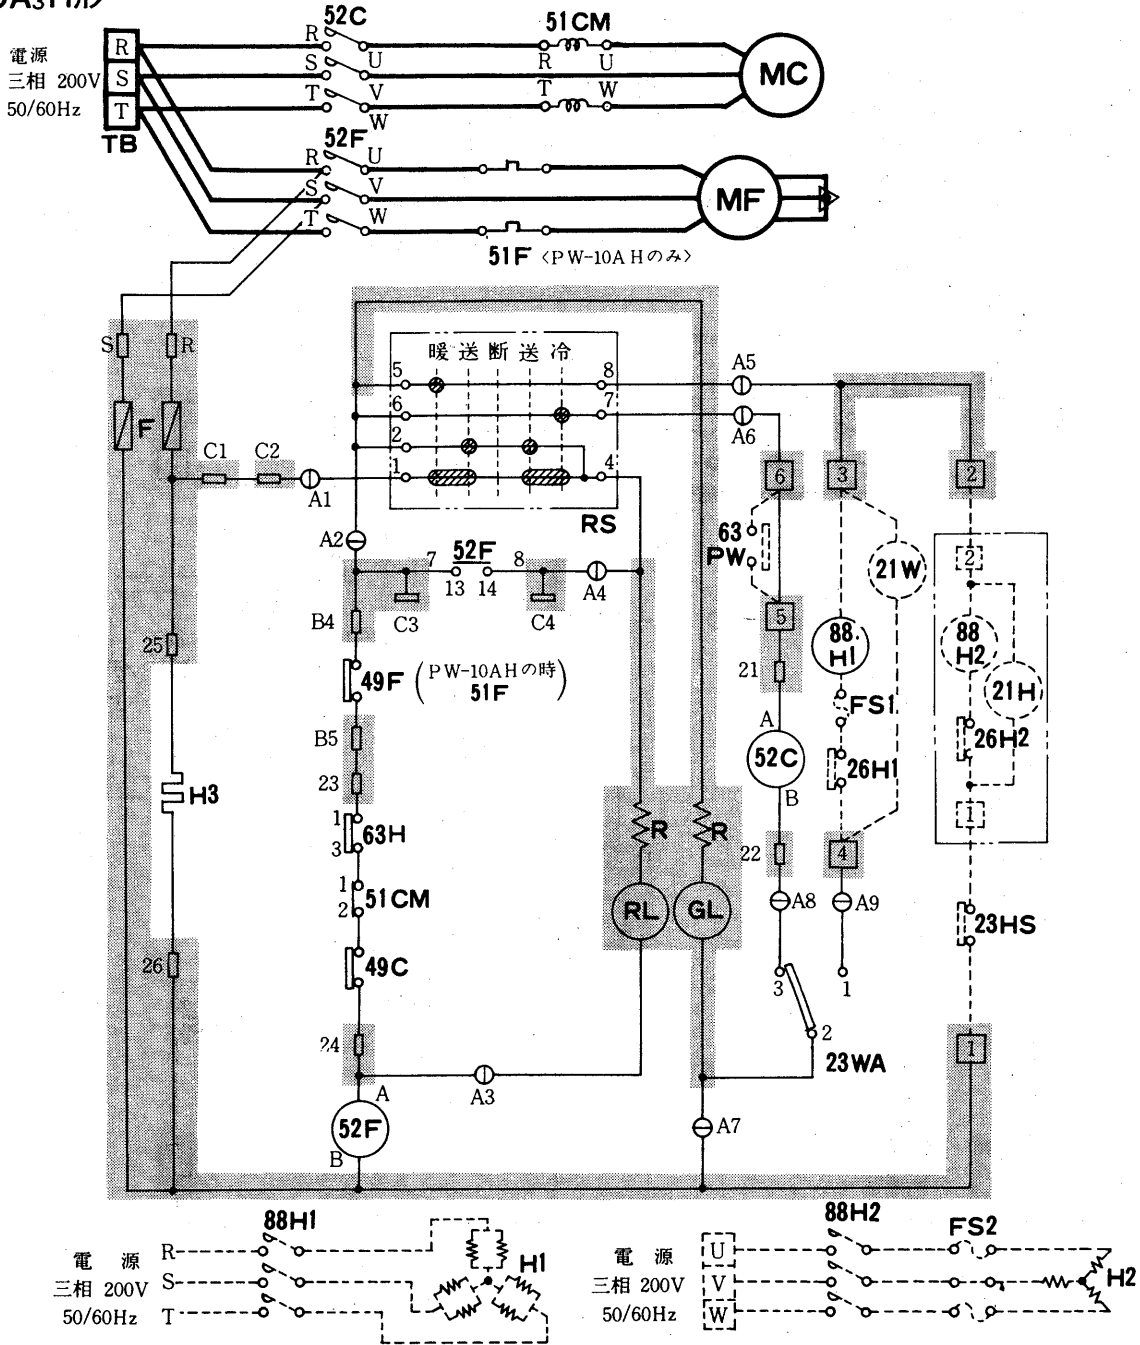 52C
51CM
電源
三相 200V
50/60Hz
R
S
T
TB
R
S
T
U
V
W
R
T
U
W
MC
52F
R
S
T
U
V
W
MF
51F 〈PW-10AHのみ〉
S
R
F
C1
C2
A1
暖 送 断 送 冷
5
6
2
1
8
7
4
RS
A5
A6
A2
7
52F
8
13
14
A4
C3
C4
B4
49F
(PW-10AHの時)
51F
B5
23
1
63H
3
1
51CM
2
49C
24
A
A3
52F
B
25
H3
26
R
R
RL
GL
6
3
2
63
PW
5
21
A
52C
B
22
A8
A9
3
1
2
23WA
21W
88
H1
FS1
26H1
4
2
88
H2
21H
26H2
1
23HS
1
A7
88H1
電源
三相 200V
50/60Hz
R
S
T
H1
88H2
FS2
電源
三相 200V
50/60Hz
U
V
W
H2